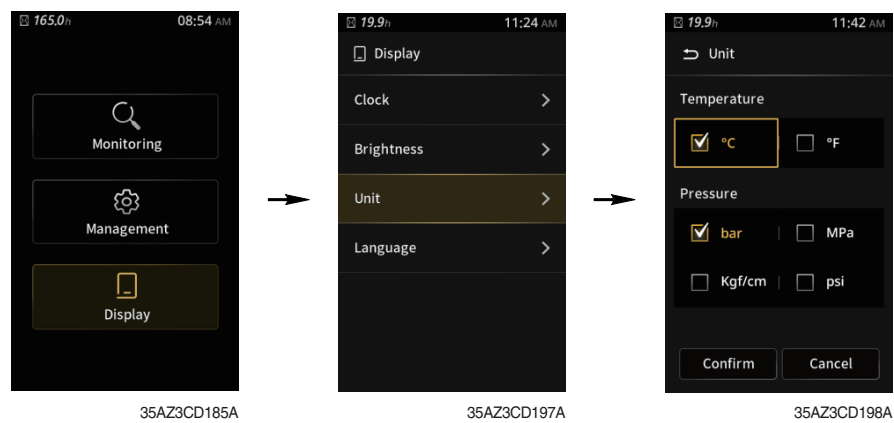 165.0h 08:54 AM
Monitoring
Management
Display
35AZ3CD185A
19.9h 11:24 AM
Display
Clock
Brightness
Unit
Language
35AZ3CD197A
19.9h 11:42 AM
Unit
Temperature
°C °F
Pressure
bar MPa
Kgf/cm psi
Confirm Cancel
35AZ3CD198A